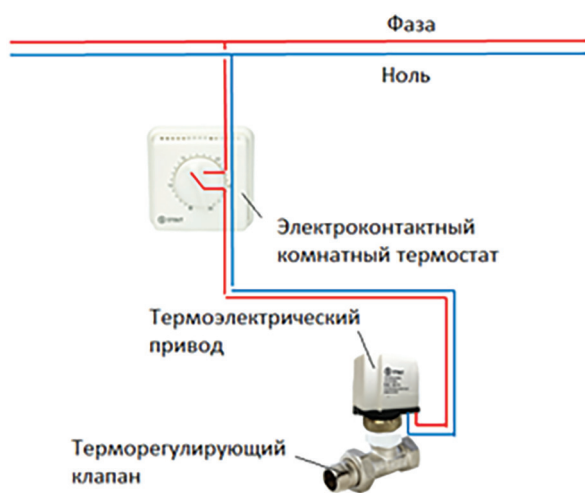 Фаза
Ноль
Электроконтактный
комнатный термостат
Термоэлектрический
привод
Терморегулирующий
клапан